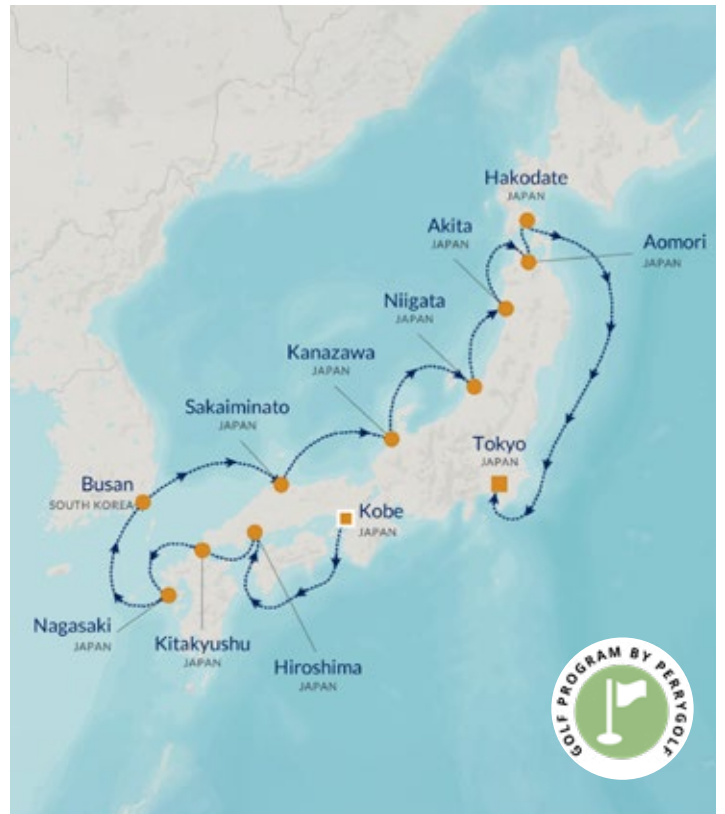 Hakodate
JAPAN
Akita
JAPAN
Aomori
JAPAN
Niigata
JAPAN
Kanazawa
JAPAN
Sakaiminato
JAPAN
Tokyo
JAPAN
Busan
SOUTH KOREA
Kobe
JAPAN
Nagasaki
JAPAN
Kitakyushu
JAPAN
Hiroshima
JAPAN
GOLF PROGRAM BY PERRYGOLF